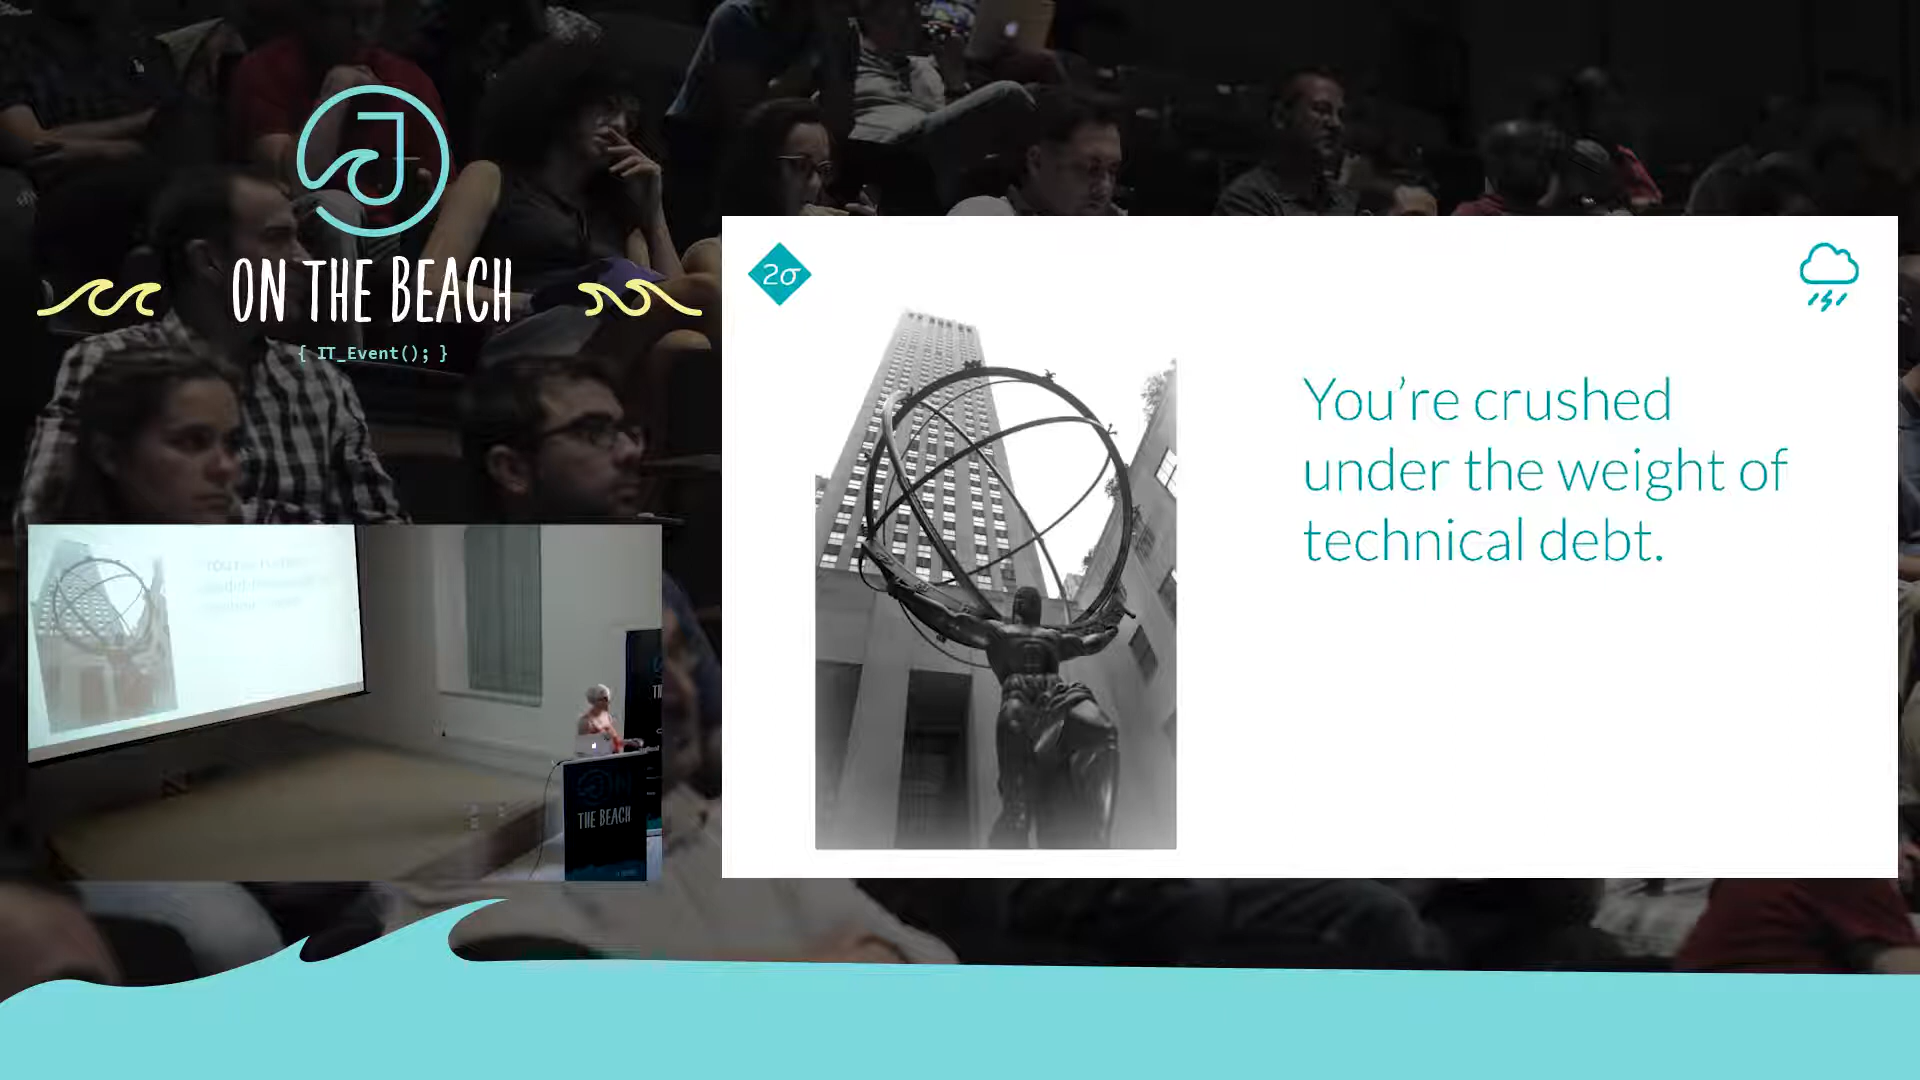 J
ON THE BEACH
{ IT_Event(); }
2σ
You're crushed
under the weight of
technical debt.
THE BEACH